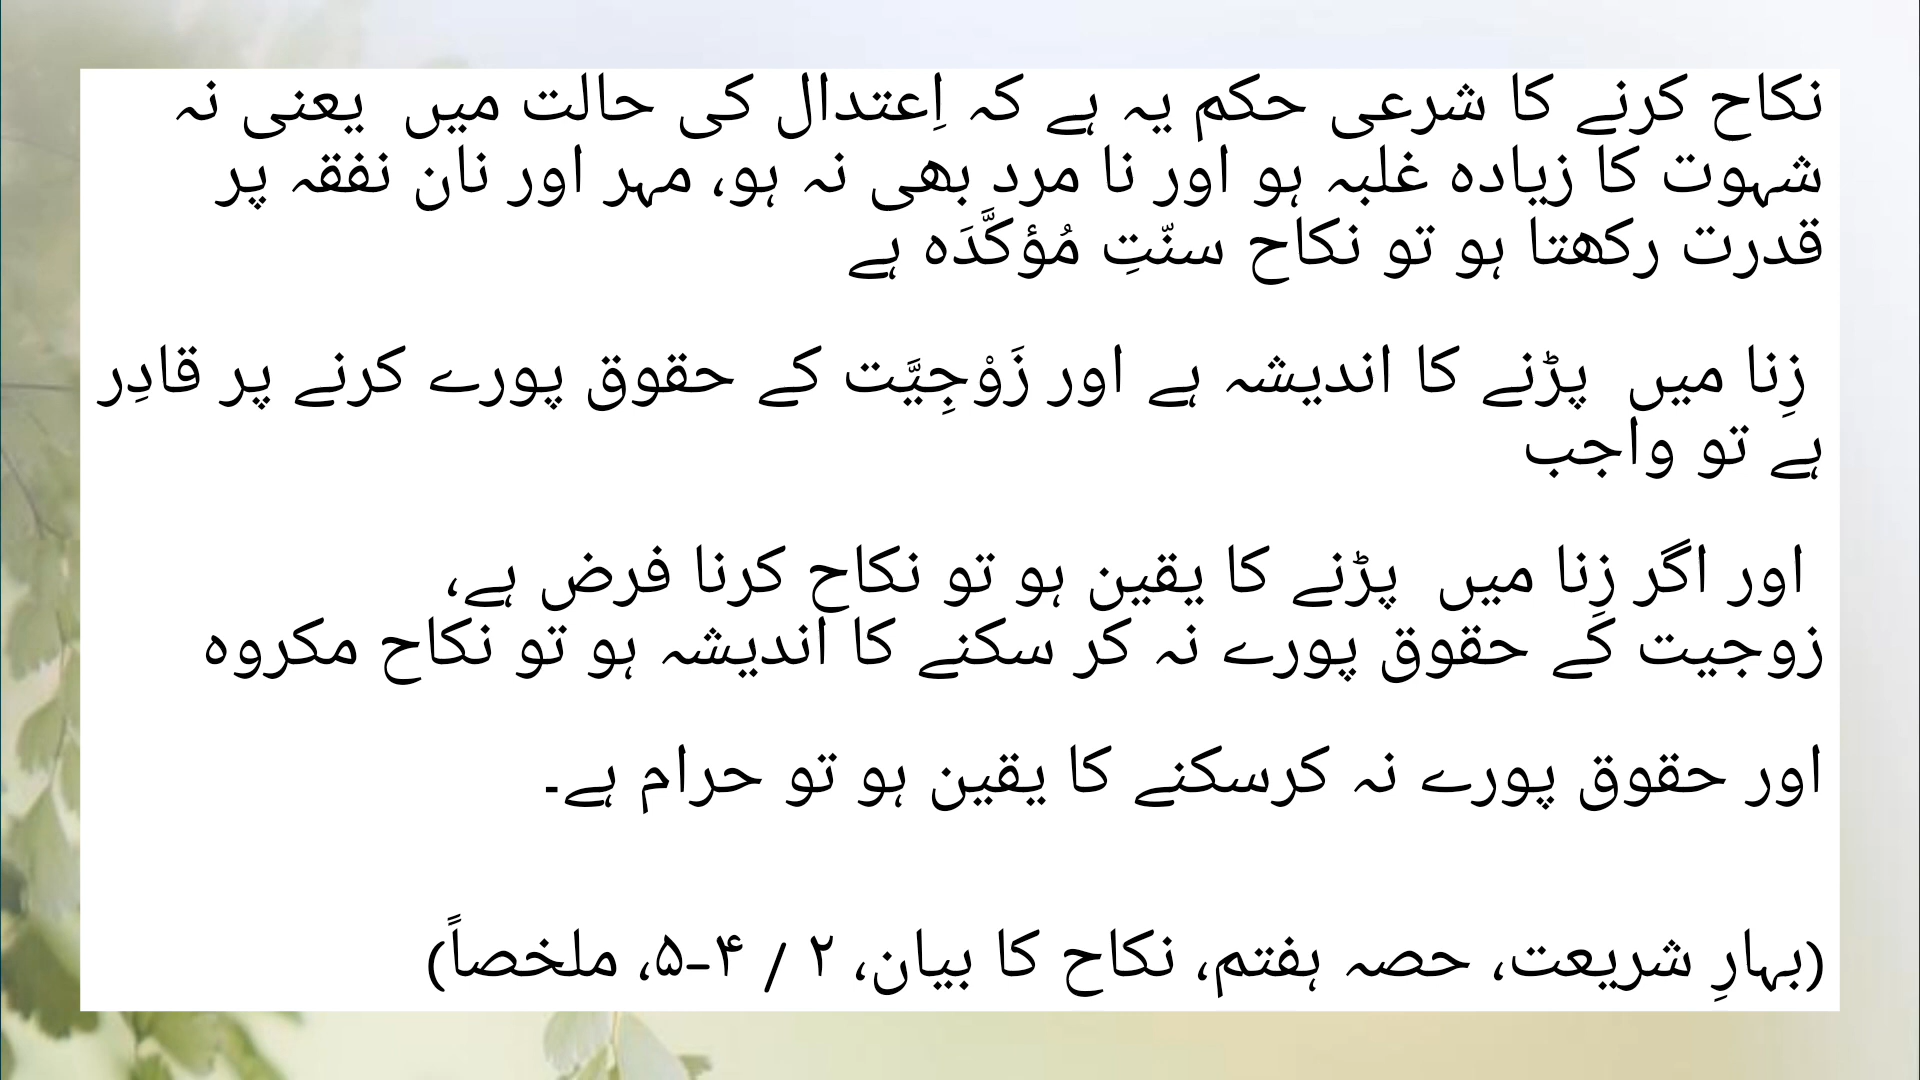 نکاح کرنے کا شرعی حکم یہ ہے کہ اِعتدال کی حالت میں  یعنی نہ
شہوت کا زیادہ غلبہ ہو اور نا مرد بھی نہ ہو، مہر اور نان نفقہ پر
قدرت رکھتا ہو تو نکاح سنّتِ مُؤکَّدَہ ہے
زِنا میں  پڑنے کا اندیشہ ہے اور زَوْجِیَّت کے حقوق پورے کرنے پر قادِر
ہے تو واجب
اور اگر زِنا میں  پڑنے کا یقین ہو تو نکاح کرنا فرض ہے،
زوجیت کے حقوق پورے نہ کر سکنے کا اندیشہ ہو تو نکاح مکروہ
اور حقوق پورے نہ کرسکنے کا یقین ہو تو حرام ہے۔
(بہارِ شریعت، حصہ ہفتم، نکاح کا بیان، ۲ / ۴-۵، ملخصاً)